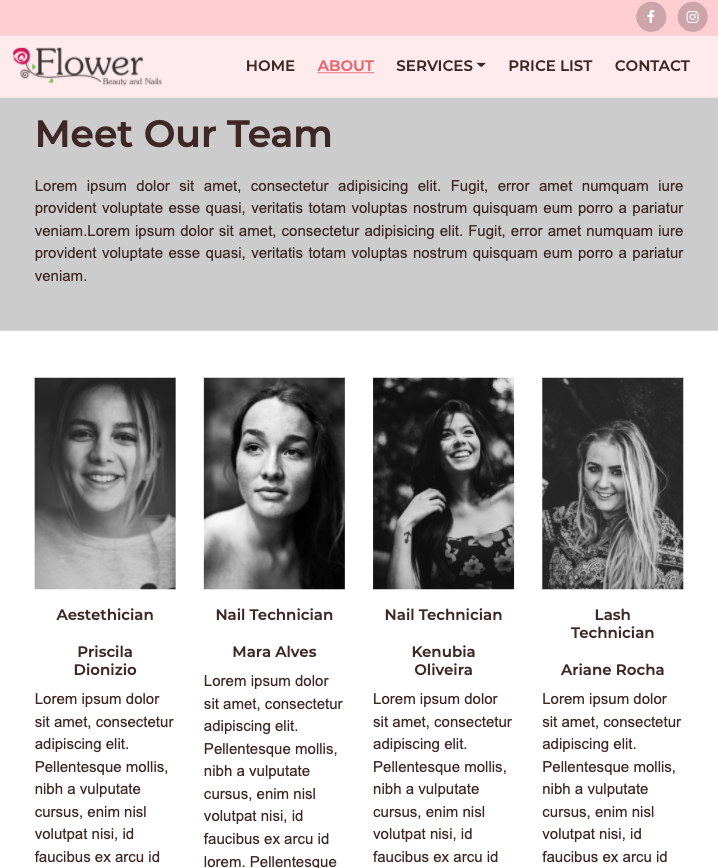 Flower
Beauty and Nails
HOME ABOUT SERVICES PRICE LIST CONTACT
Meet Our Team
Lorem ipsum dolor sit amet, consectetur adipisicing elit. Fugit, error amet numquam iure
provident voluptate esse quasi, veritatis totam voluptas nostrum quisquam eum porro a pariatur
veniam.Lorem ipsum dolor sit amet, consectetur adipisicing elit. Fugit, error amet numquam iure
provident voluptate esse quasi, veritatis totam voluptas nostrum quisquam eum porro a pariatur
veniam.
Aestethician
Priscila
Dionizio
Lorem ipsum dolor
sit amet, consectetur
adipiscing elit.
Pellentesque mollis,
nibh a vulputate
cursus, enim nisl
volutpat nisi, id
faucibus ex arcu id
Nail Technician
Mara Alves
Lorem ipsum dolor
sit amet, consectetur
adipiscing elit.
Pellentesque mollis,
nibh a vulputate
cursus, enim nisl
volutpat nisi, id
faucibus ex arcu id
lorem. Pellentesque
Nail Technician
Kenubia
Oliveira
Lorem ipsum dolor
sit amet, consectetur
adipiscing elit.
Pellentesque mollis,
nibh a vulputate
cursus, enim nisl
volutpat nisi, id
faucibus ex arcu id
Lash
Technician
Ariane Rocha
Lorem ipsum dolor
sit amet, consectetur
adipiscing elit.
Pellentesque mollis,
nibh a vulputate
cursus, enim nisl
volutpat nisi, id
faucibus ex arcu id